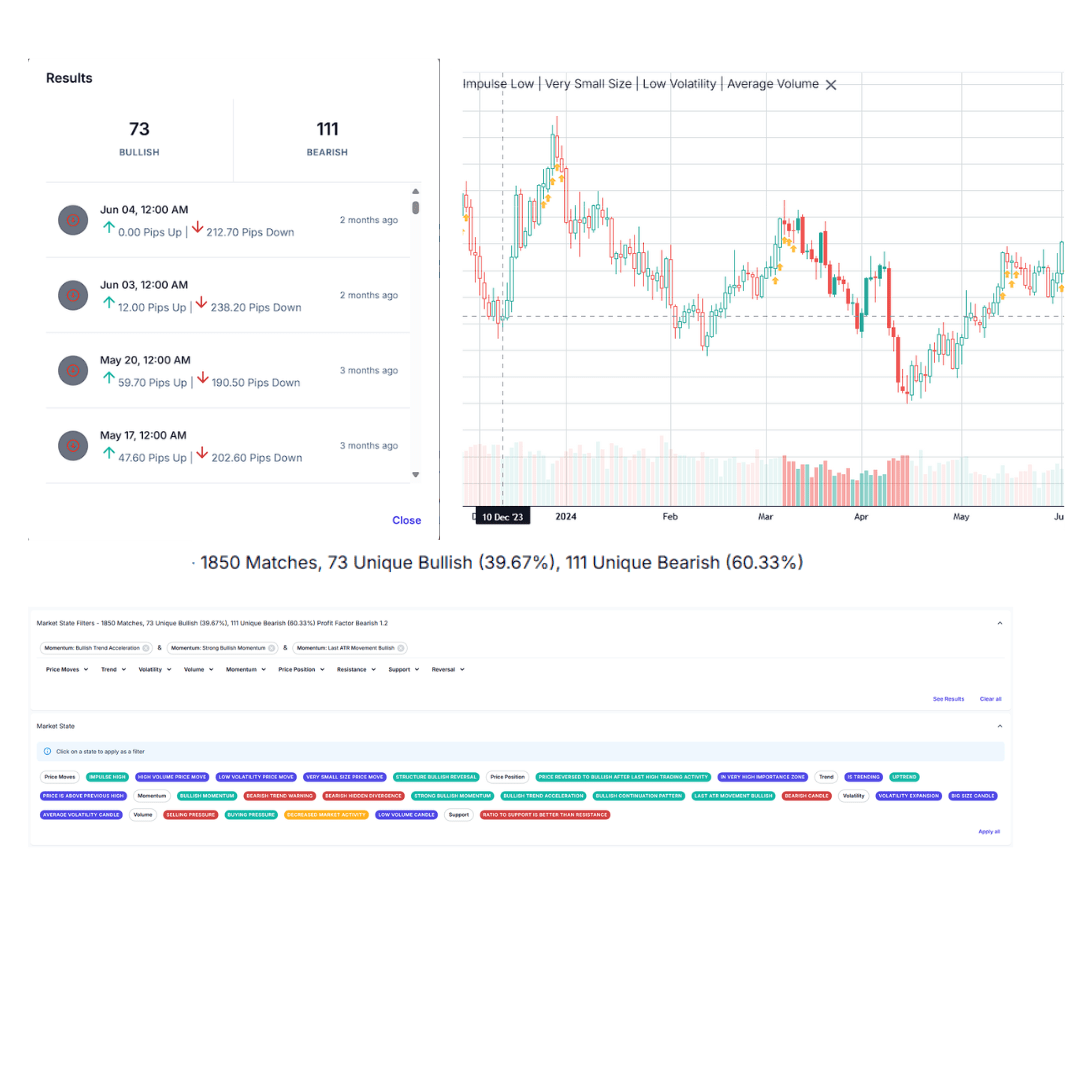 Results
73
BULLISH
111
BEARISH
Jun 04, 12:00 AM
0.00 Pips Up | 212.70 Pips Down
2 months ago
Jun 03, 12:00 AM
12.00 Pips Up | 238.20 Pips Down
2 months ago
May 20, 12:00 AM
59.70 Pips Up | 190.50 Pips Down
3 months ago
May 17, 12:00 AM
47.60 Pips Up | 202.60 Pips Down
3 months ago
Close
Impulse Low | Very Small Size | Low Volatility | Average Volume
D 10 Dec '23 2024 Feb Mar Apr May Ju
· 1850 Matches, 73 Unique Bullish (39.67%), 111 Unique Bearish (60.33%)
Market State Filters - 1850 Matches, 73 Unique Bullish (39.67%), 111 Unique Bearish (60.33%) Profit Factor Bearish 1.2
Momentum: Bullish Trend Acceleration & Momentum: Strong Bullish Momentum & Momentum: Last ATR Movement Bullish
Price Moves Trend Volatility Volume Momentum Price Position Resistance Support Reversal
See Results Clear all
Market State
Click on a state to apply as a filter
Price Moves IMPULSE HIGH HIGH VOLUME PRICE MOVE LOW VOLATILITY PRICE MOVE VERY SMALL SIZE PRICE MOVE STRUCTURE BULLISH REVERSAL Price Position PRICE REVERSED TO BULLISH AFTER LAST HIGH TRADING ACTIVITY IN VERY HIGH IMPORTANCE ZONE Trend IS TRENDING UPTREND
PRICE IS ABOVE PREVIOUS HIGH Momentum BULLISH MOMENTUM BEARISH TREND WARNING BEARISH HIDDEN DIVERGENCE STRONG BULLISH MOMENTUM BULLISH TREND ACCELERATION BULLISH CONTINUATION PATTERN LAST ATR MOVEMENT BULLISH BEARISH CANDLE Volatility VOLATILITY EXPANSION BIG SIZE CANDLE
AVERAGE VOLATILITY CANDLE Volume SELLING PRESSURE BUYING PRESSURE DECREASED MARKET ACTIVITY LOW VOLUME CANDLE Support RATIO TO SUPPORT IS BETTER THAN RESISTANCE
Apply all